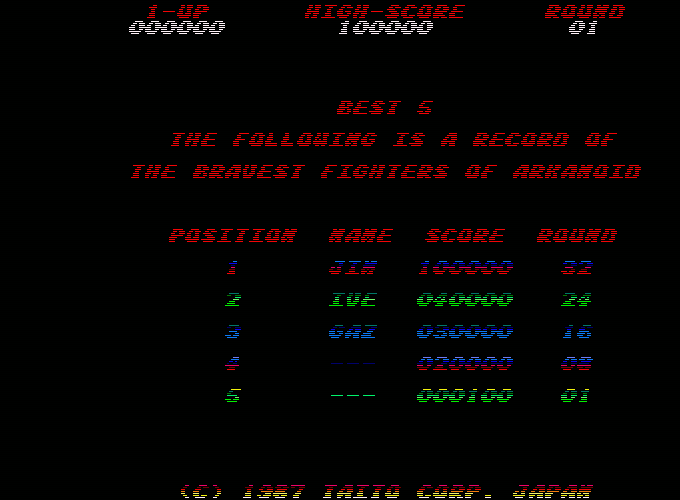 1-UP HIGH-SCORE ROUND
000000 100000 01
BEST 5
THE FOLLOWING IS A RECORD OF
THE BRAVEST FIGHTERS OF ARKANOID
POSITION NAME SCORE ROUND
1 JIM 100000 32
2 IVE 040000 24
3 GAZ 030000 16
4 --- 020000 08
5 --- 000100 01
(C) 1987 TAITO CORP. JAPAN